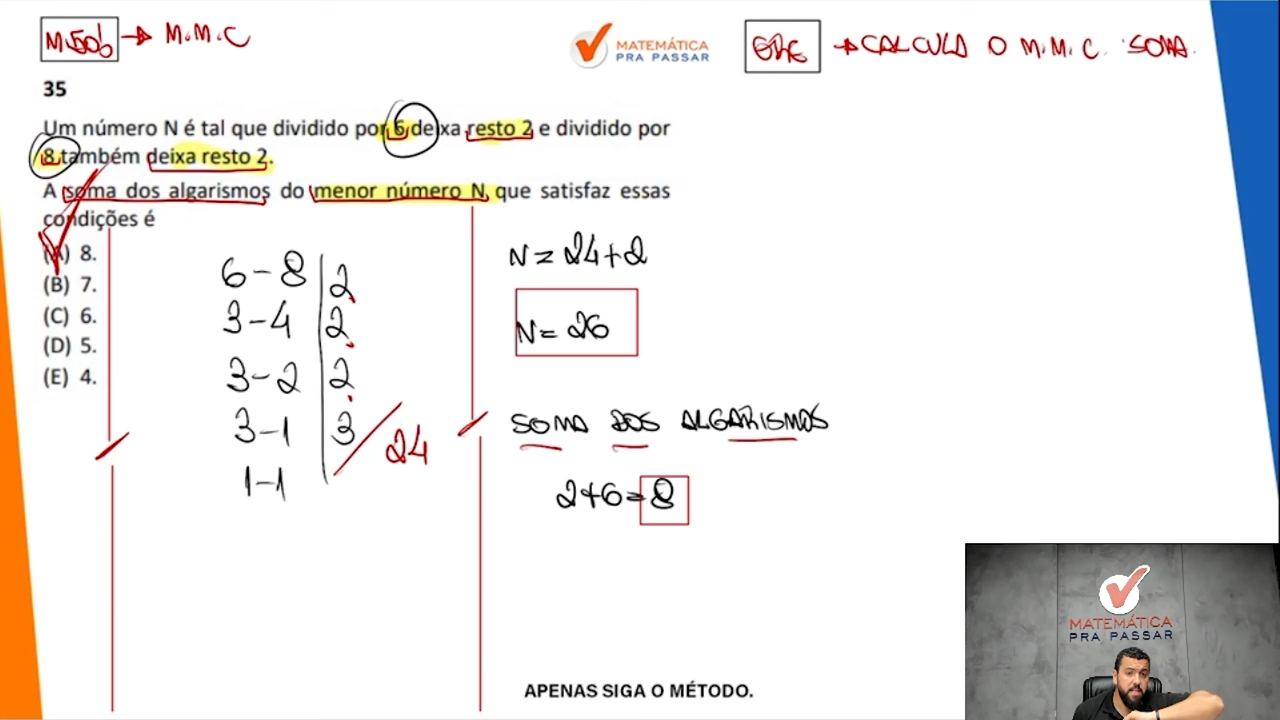 → M.M.C
MATEMÁTICA
PRA PASSAR
→ CALCULA O M.M.C. SOMA.
35
Um número N é tal que dividido por 6 deixa resto 2 e dividido por
8 também deixa resto 2.
A soma dos algarismos do menor número N, que satisfaz essas
condições é
(A) 8.
(B) 7.
(C) 6.
(D) 5.
(E) 4.
6-8 2
3-4 2
3-2 2
3-1 3
24
1-1
N = 24+2
N = 26
SOMA DOS ALGARISMOS
2+6=8
APENAS SIGA O MÉTODO.
MATEMÁTICA
PRA PASSAR